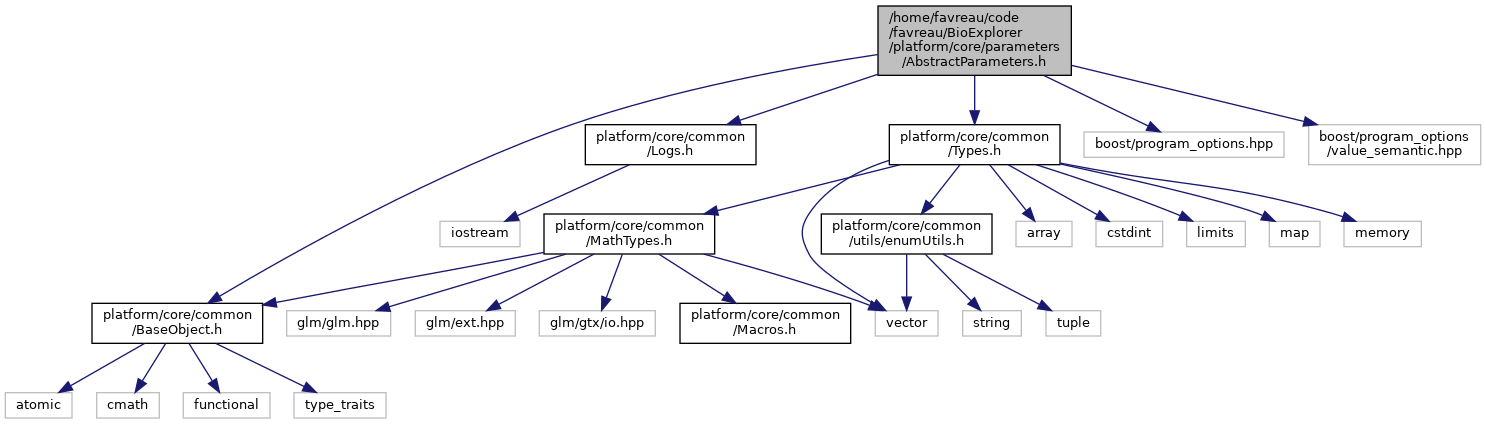 /home/favreau/code
/favreau/BioExplorer
/platform/core/parameters
/AbstractParameters.h
platform/core/common
/Logs.h
platform/core/common
/Types.h
boost/program_options.hpp
boost/program_options
/value_semantic.hpp
iostream
platform/core/common
/MathTypes.h
platform/core/common
/utils/enumUtils.h
array
cstdint
limits
map
memory
platform/core/common
/BaseObject.h
glm/glm.hpp
glm/ext.hpp
glm/gtx/io.hpp
platform/core/common
/Macros.h
vector
string
tuple
atomic
cmath
functional
type_traits